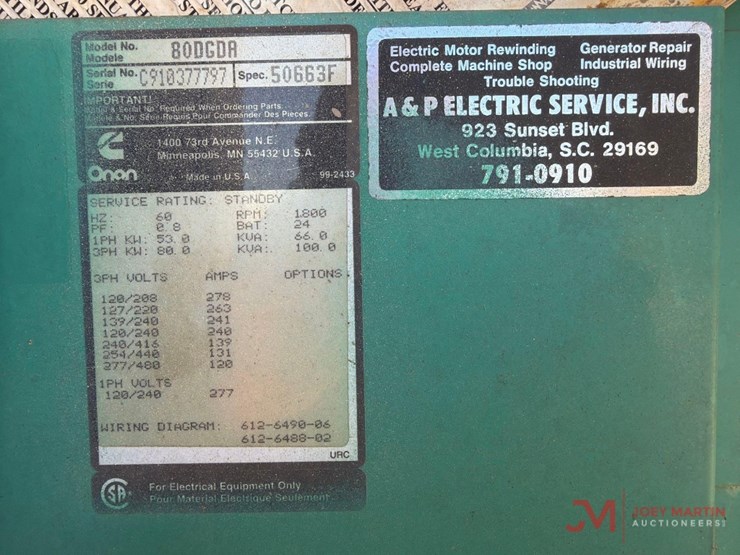 Model No.
Modele
80DGDA
Serial No.
Serie
C910377797
Spec.
50663F
IMPORTANT!
Model & Serial No. Required When Ordering Parts
Modele & No. Serie Requis Pour Commander Des Pieces
1400 73rd Avenue N.E.
Minneapolis, MN 55432 U.S.A.
Onan
Made in U.S.A.
99-2433
SERVICE RATING: STANDBY
HZ: 60 RPM: 1800
PF: 0.8 BAT: 24
1PH KW: 53.0 KVA: 66.0
3PH KW: 80.0 KVA: 100.0
3PH VOLTS AMPS OPTIONS
120/208 278
127/220 263
139/240 241
120/240 240
240/416 139
254/440 131
277/480 120
1PH VOLTS
120/240 277
WIRING DIAGRAM: 612-6490-06
612-6488-02
URC
SA
For Electrical Equipment Only
Pour Material Electrique Seulement
Electric Motor Rewinding Generator Repair
Complete Machine Shop Industrial Wiring
Trouble Shooting
A & P ELECTRIC SERVICE, INC.
923 Sunset Blvd.
West Columbia, S.C. 29169
791-0910
JM JOEY MARTIN
AUCTIONEERS